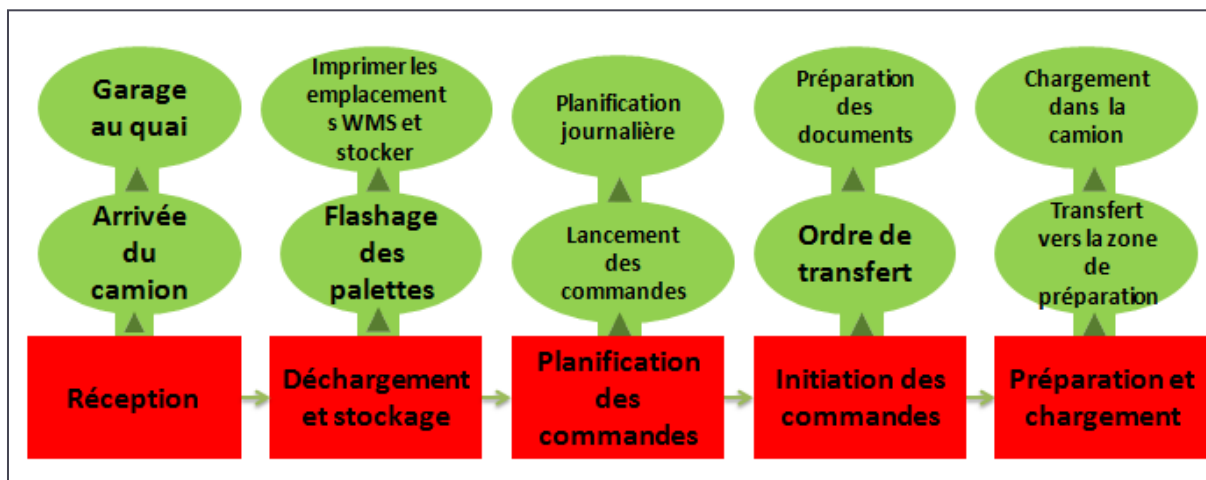 Garage
au quai
Imprimer les
emplacement
s WMS et
stocker
Planification
journalière
Préparation
des
documents
Chargement
dans la
camion
Arrivée
du
camion
Flashage
des
palettes
Lancement
des
commandes
Ordre de
transfert
Transfert
vers la zone
de
préparation
Réception
Déchargement
et stockage
Planification
des
commandes
Initiation des
commandes
Préparation et
chargement